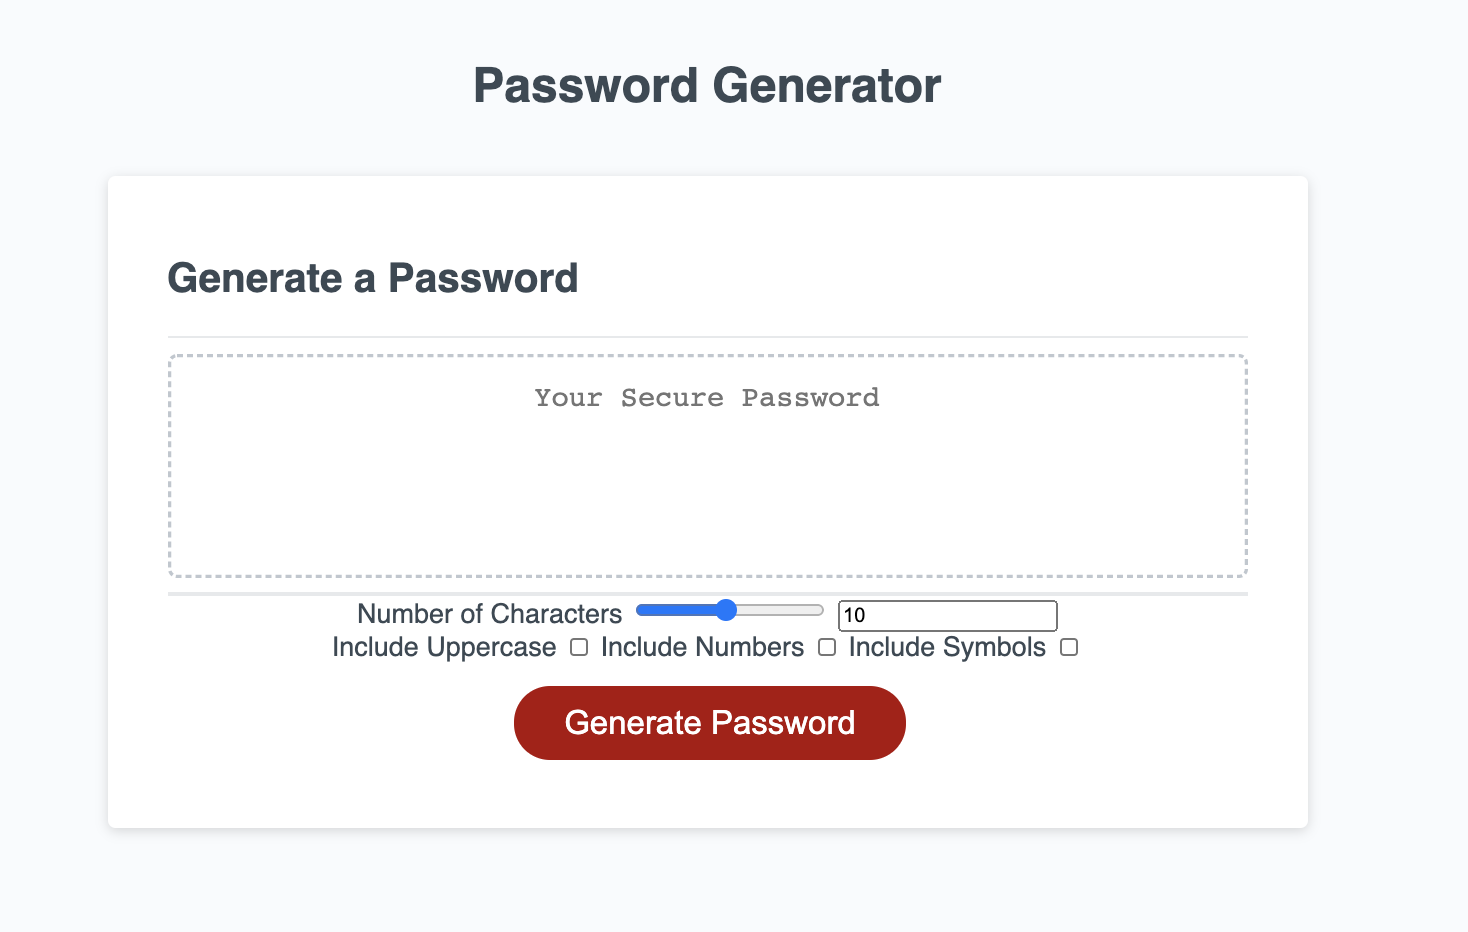 Password Generator
Generate a Password
Your Secure Password
Number of Characters 10
Include Uppercase Include Numbers Include Symbols
Generate Password